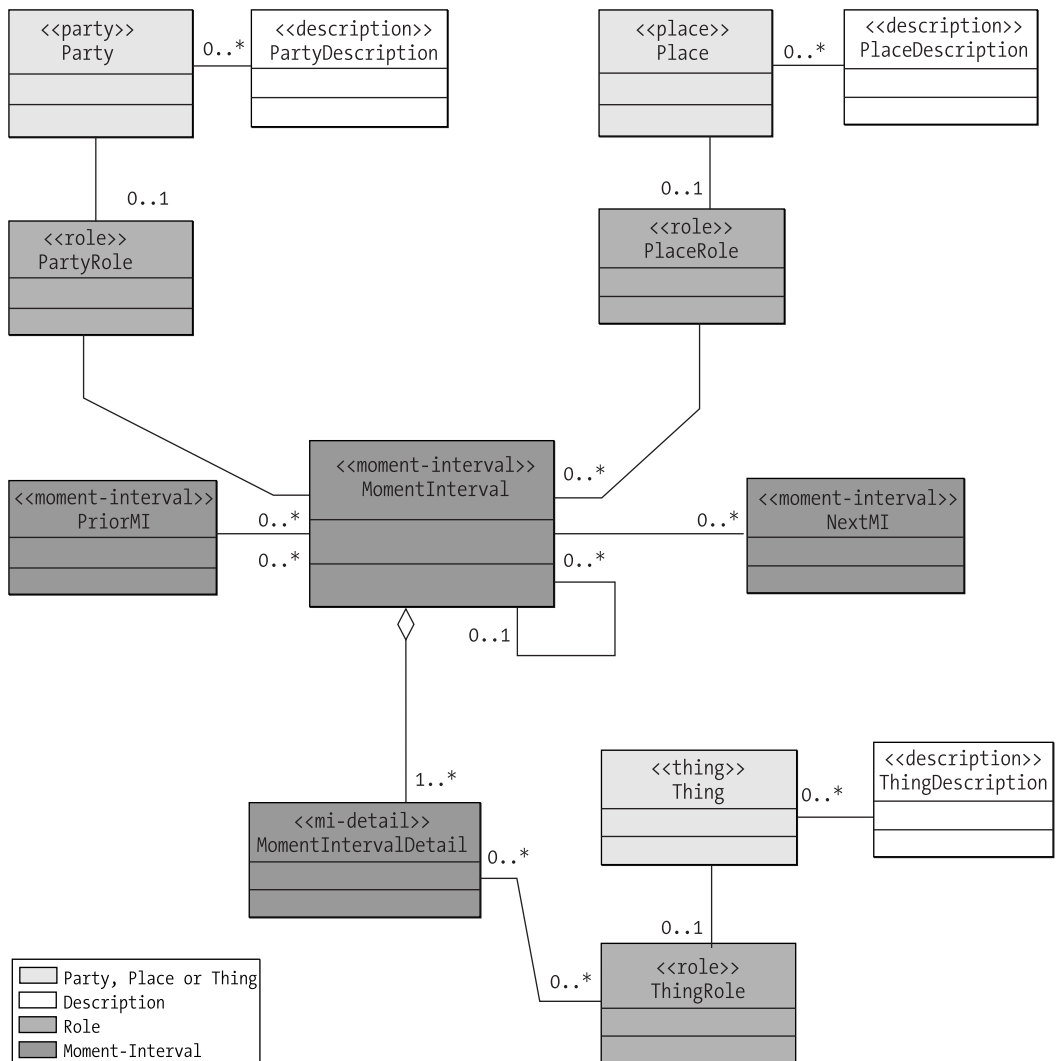 <<party>>
Party
0..*
<<description>>
PartyDescription
<<place>>
Place
0..*
<<description>>
PlaceDescription
0..1
0..1
<<role>>
PartyRole
<<role>>
PlaceRole
<<moment-interval>>
MomentInterval
0..*
<<moment-interval>>
PriorMI
0..*
0..*
0..*
<<moment-interval>>
NextMI
0..*
0..1
1..*
<<mi-detail>>
MomentIntervalDetail
0..*
<<thing>>
Thing
0..*
<<description>>
ThingDescription
0..1
0..*
<<role>>
ThingRole
Party, Place or Thing
Description
Role
Moment-Interval